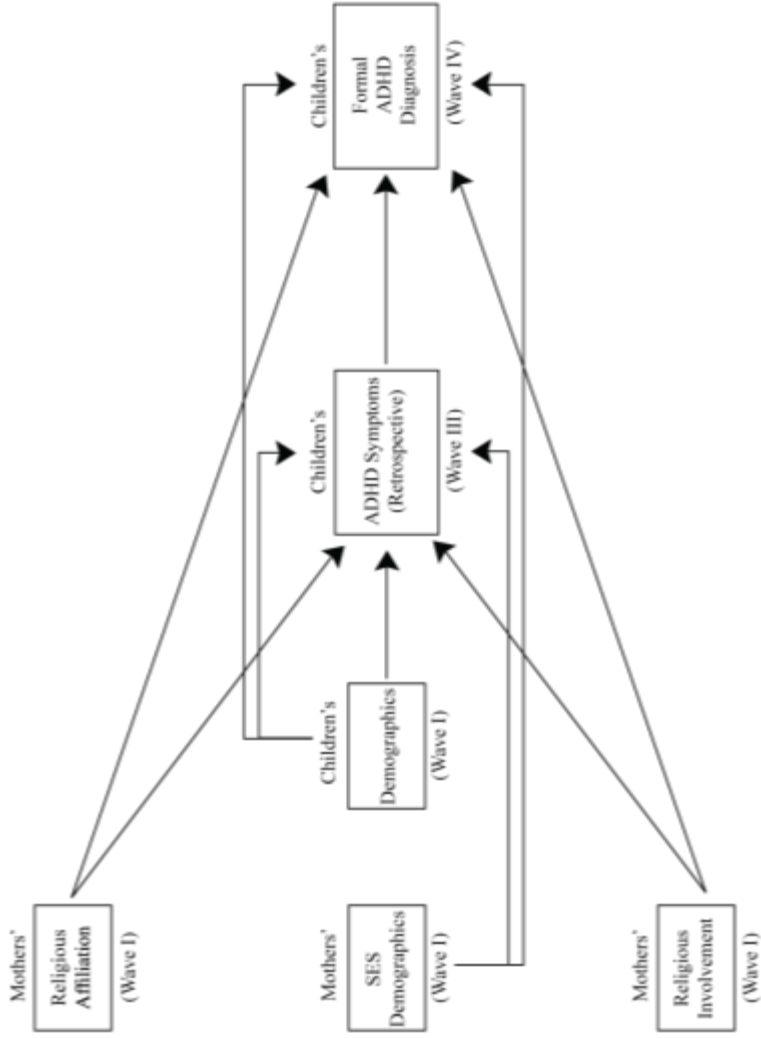 Mothers'
Religious
Affiliation
(Wave I)
Mothers'
SES
Demographics
(Wave I)
Mothers'
Religious
Involvement
(Wave I)
Children's
Demographics
(Wave I)
Children's
ADHD Symptoms
(Retrospective)
(Wave III)
Children's
Formal
ADHD
Diagnosis
(Wave IV)